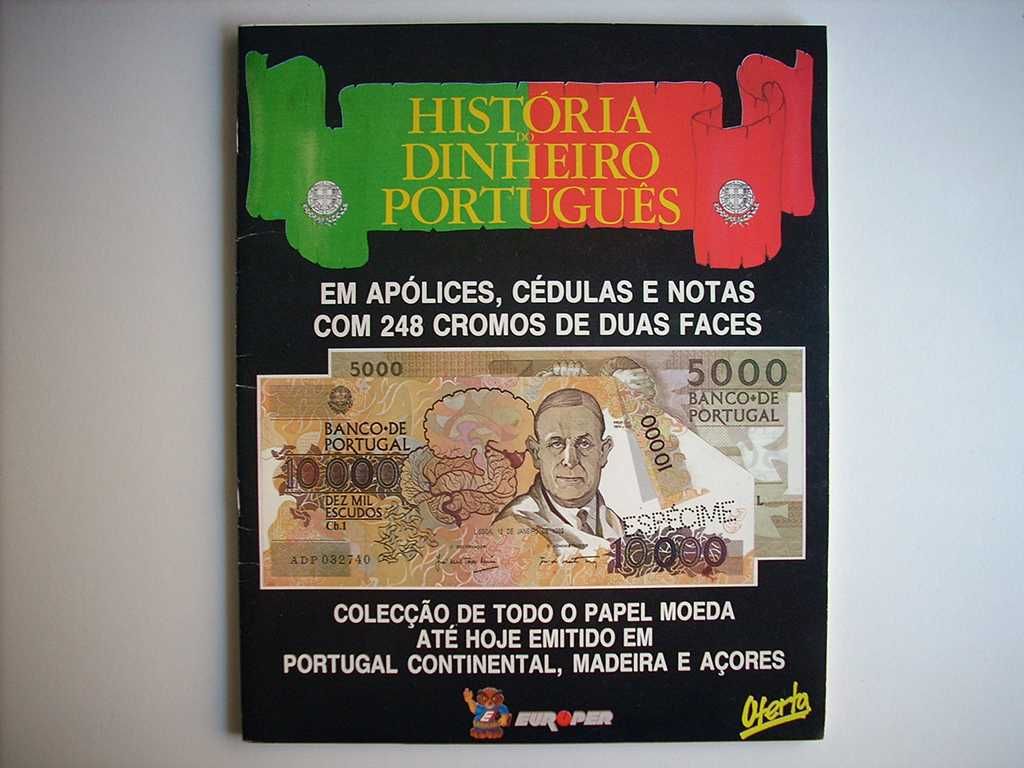 HISTÓRIA
DO
DINHEIRO
PORTUGUÊS
EM APÓLICES, CÉDULAS E NOTAS
COM 248 CROMOS DE DUAS FACES
5000
5000
BANCO DE
PORTUGAL
BANCO DE
PORTUGAL
10 000
DEZ MIL
ESCUDOS
Ch.1
ADP 032740
10000
ESPÉCIME
10 000
COLECÇÃO DE TODO O PAPEL MOEDA
ATÉ HOJE EMITIDO EM
PORTUGAL CONTINENTAL, MADEIRA E AÇORES
E
EUROPER
Oferta